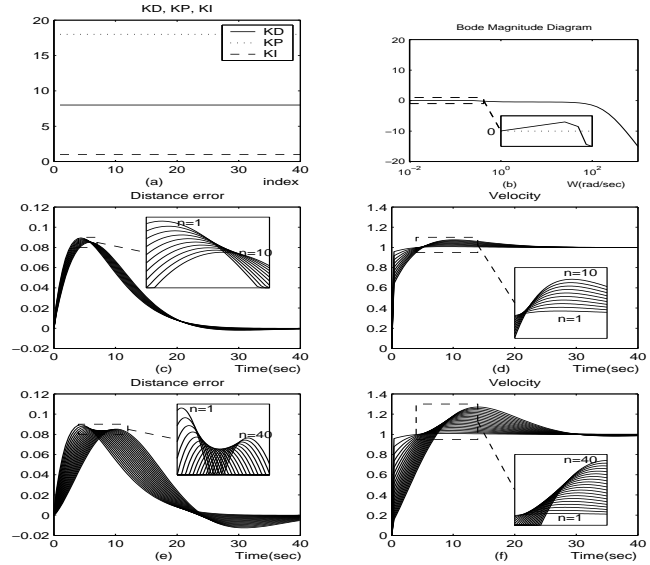 KD, KP, KI
20
15
10
5
0
0 10 20 30 40
(a) index
KD
KP
KI
Bode Magnitude Diagram
20
10
0
−10
−20
10^−2 10^0 10^2
(b) W(rad/sec)
0
Distance error
0.12
0.1
0.08
0.06
0.04
0.02
0
−0.02
0 10 20 30 40
(c) Time(sec)
n=1
n=10
Velocity
1.4
1.2
1
0.8
0.6
0.4
0.2
0
0 10 20 30 40
(d) Time(sec)
n=10
n=1
Distance error
0.12
0.1
0.08
0.06
0.04
0.02
0
−0.02
0 10 20 30 40
(e) Time(sec)
n=1
n=40
Velocity
1.4
1.2
1
0.8
0.6
0.4
0.2
0
0 10 20 30 40
(f) Time(sec)
n=40
n=1